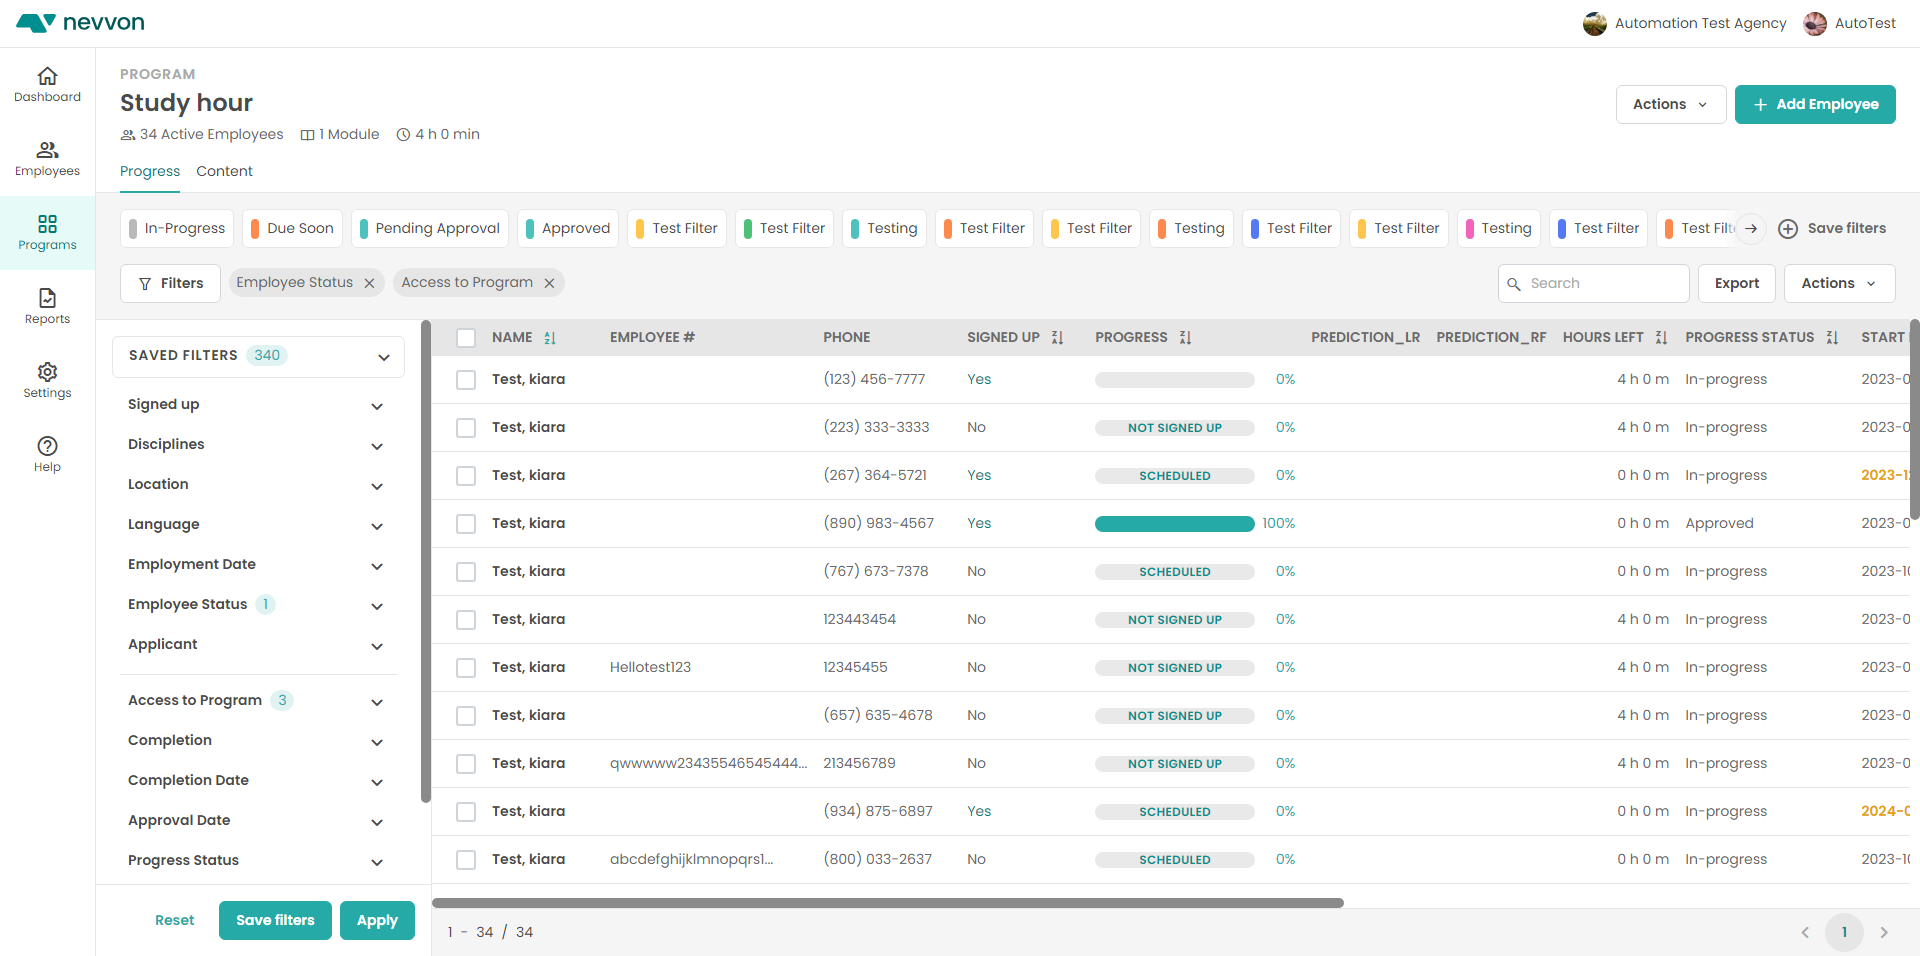 nevvon
Automation Test Agency AutoTest
Dashboard
Employees
Programs
Reports
Settings
Help
PROGRAM
Study hour
34 Active Employees 1 Module 4 h 0 min
Actions + Add Employee
Progress Content
In-Progress Due Soon Pending Approval Approved Test Filter Test Filter Testing Test Filter Test Filter Testing Test Filter Test Filter Testing Test Filter Test Save filters
Filters Employee Status Access to Program Search Export Actions
SAVED FILTERS 340
Signed up
Disciplines
Location
Language
Employment Date
Employee Status 1
Applicant
Access to Program 3
Completion
Completion Date
Approval Date
Progress Status
Reset Save filters Apply
NAME EMPLOYEE # PHONE SIGNED UP PROGRESS PREDICTION_LR PREDICTION_RF HOURS LEFT PROGRESS STATUS START
Test, kiara (123) 456-7777 Yes 0% 4 h 0 m In-progress 2023-0
Test, kiara (223) 333-3333 No NOT SIGNED UP 0% 4 h 0 m In-progress 2023-0
Test, kiara (267) 364-5721 Yes SCHEDULED 0% 0 h 0 m In-progress 2023-12
Test, kiara (890) 983-4567 Yes 100% 0 h 0 m Approved 2023-0
Test, kiara (767) 673-7378 No SCHEDULED 0% 0 h 0 m In-progress 2023-10
Test, kiara 123443454 No NOT SIGNED UP 0% 4 h 0 m In-progress 2023-0
Test, kiara Hellotest123 12345455 No NOT SIGNED UP 0% 4 h 0 m In-progress 2023-0
Test, kiara (657) 635-4678 No NOT SIGNED UP 0% 4 h 0 m In-progress 2023-0
Test, kiara qwwwww23435546545444... 213456789 No NOT SIGNED UP 0% 4 h 0 m In-progress 2023-0
Test, kiara (934) 875-6897 Yes SCHEDULED 0% 0 h 0 m In-progress 2024-0
Test, kiara abcdefghijklmnopqrs1... (800) 033-2637 No SCHEDULED 0% 0 h 0 m In-progress 2023-10
1 - 34 / 34 1